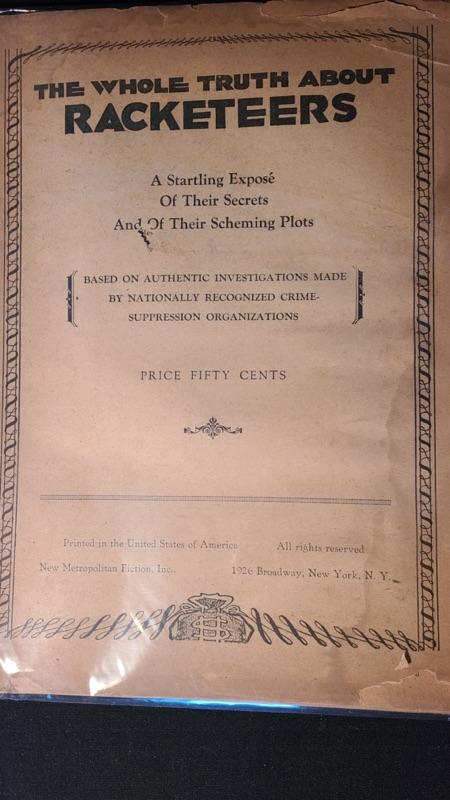 THE WHOLE TRUTH ABOUT
RACKETEERS
A Startling Exposé
Of Their Secrets
And Of Their Scheming Plots
BASED ON AUTHENTIC INVESTIGATIONS MADE
BY NATIONALLY RECOGNIZED CRIME-
SUPPRESSION ORGANIZATIONS
PRICE FIFTY CENTS
Printed in the United States of America All rights reserved
New Metropolitan Fiction, Inc., 1926 Broadway, New York, N. Y.